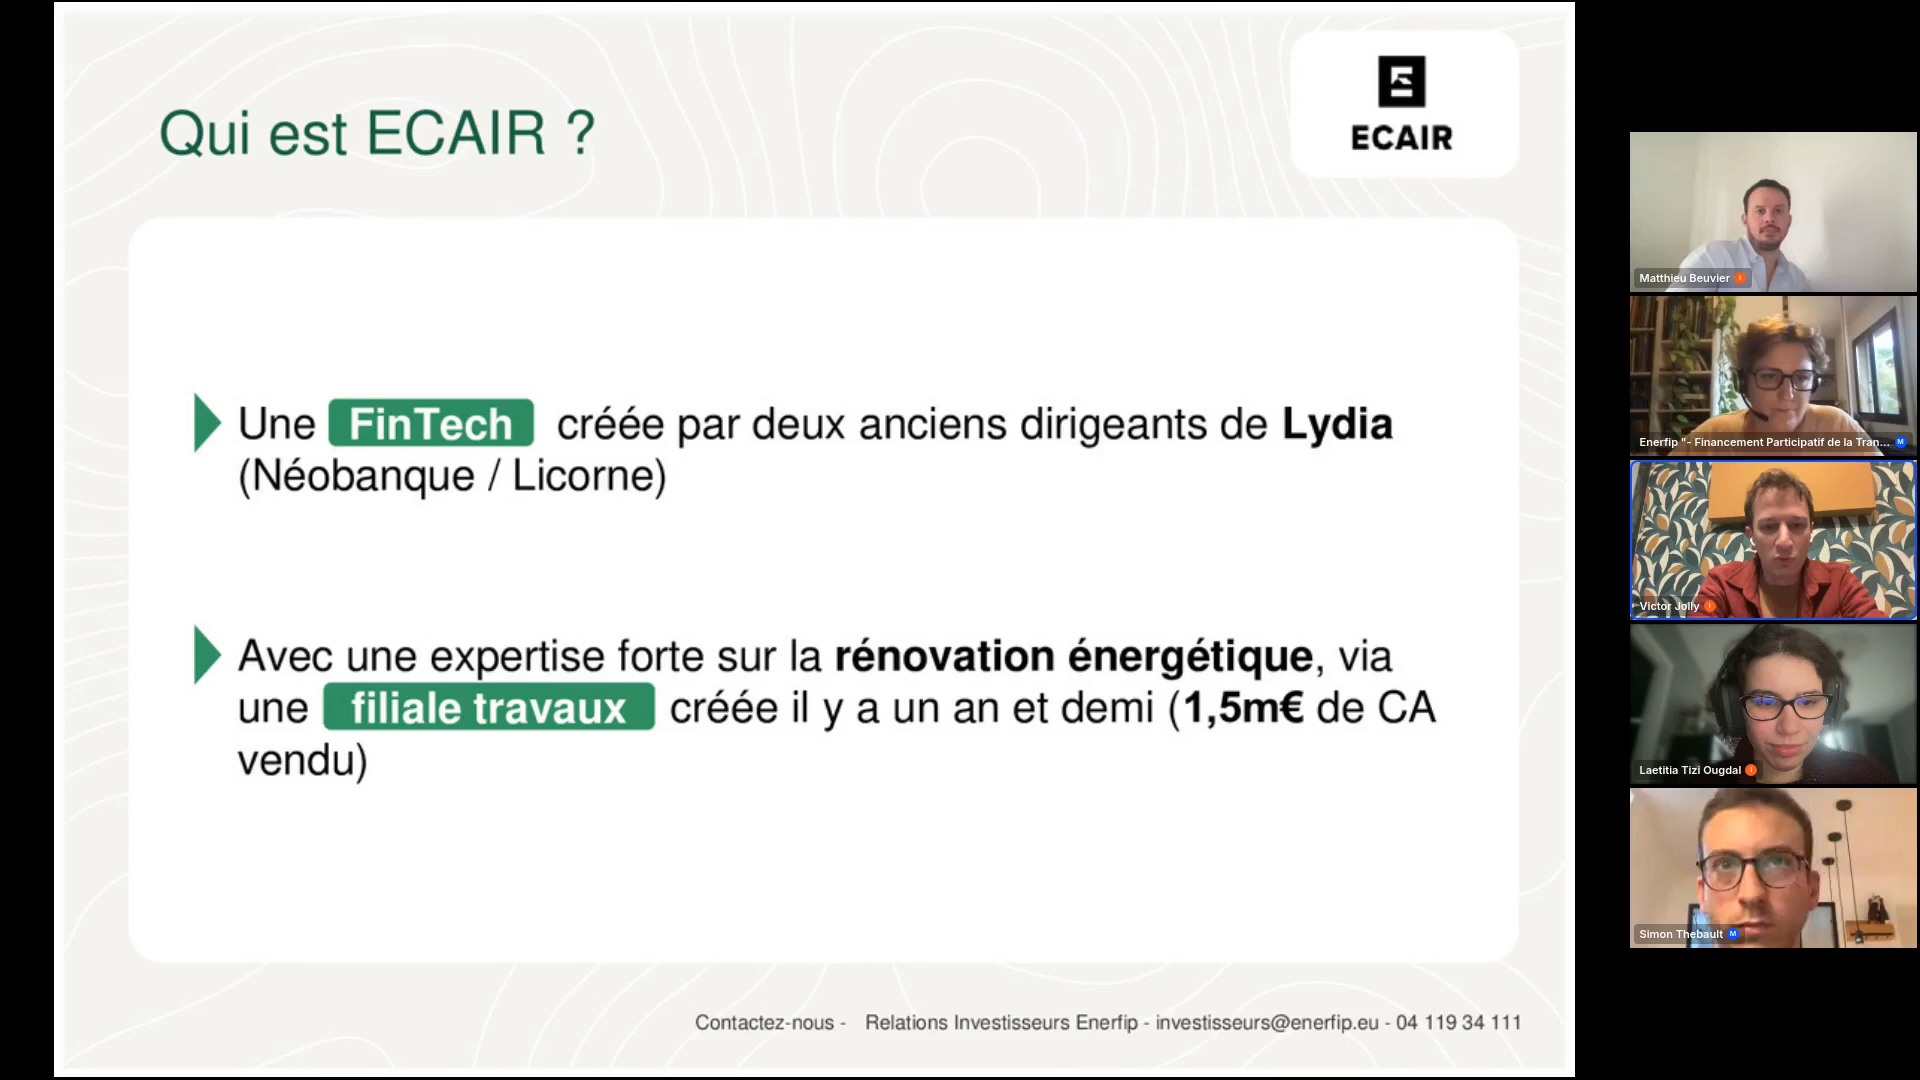 Qui est ECAIR ?
ECAIR
Une FinTech créée par deux anciens dirigeants de Lydia
(Néobanque / Licorne)
Avec une expertise forte sur la rénovation énergétique, via
une filiale travaux créée il y a un an et demi (1,5m€ de CA
vendu)
Contactez-nous - Relations Investisseurs Enerfip - investisseurs@enerfip.eu - 04 119 34 111
Matthieu Beuvier I
Enerfip "- Financement Participatif de la Tran... M
Victor Jolly I
Laetitia Tizi Ougdal I
Simon Thebault M